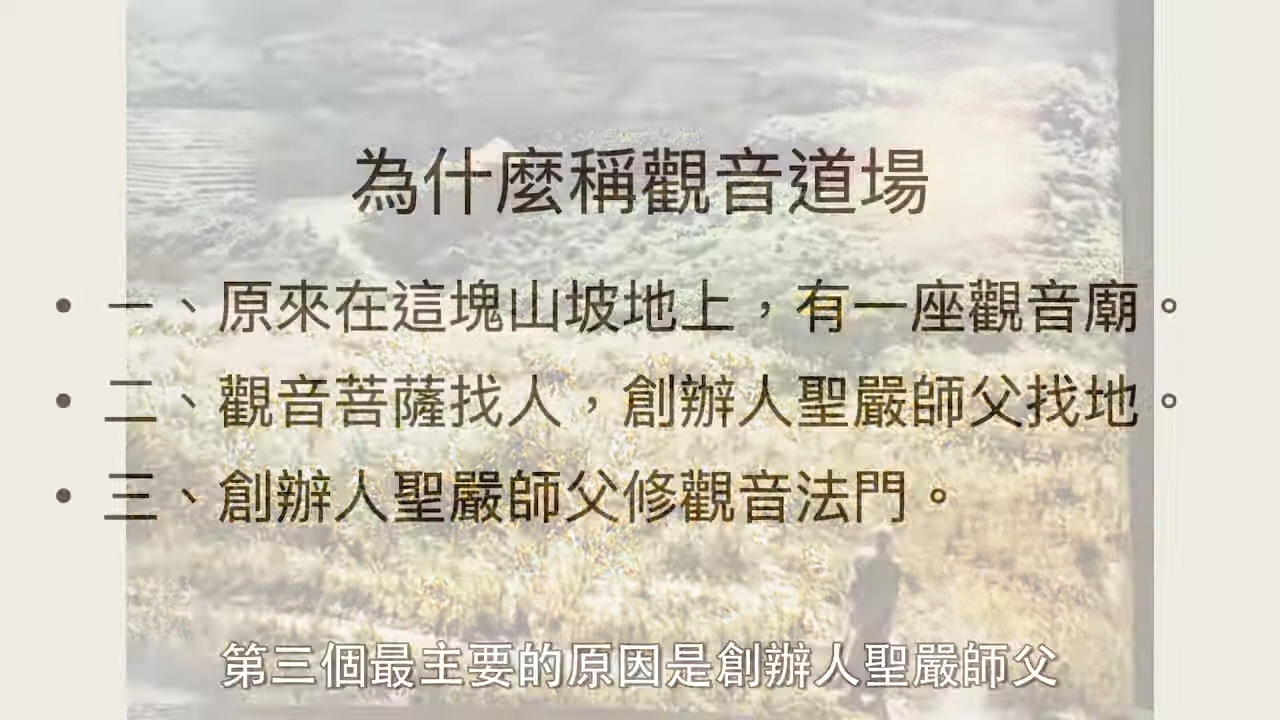 為什麼稱觀音道場
• 一、原來在這塊山坡地上，有一座觀音廟。
• 二、觀音菩薩找人，創辦人聖嚴師父找地。
• 三、創辦人聖嚴師父修觀音法門。
第三個最主要的原因是創辦人聖嚴師父